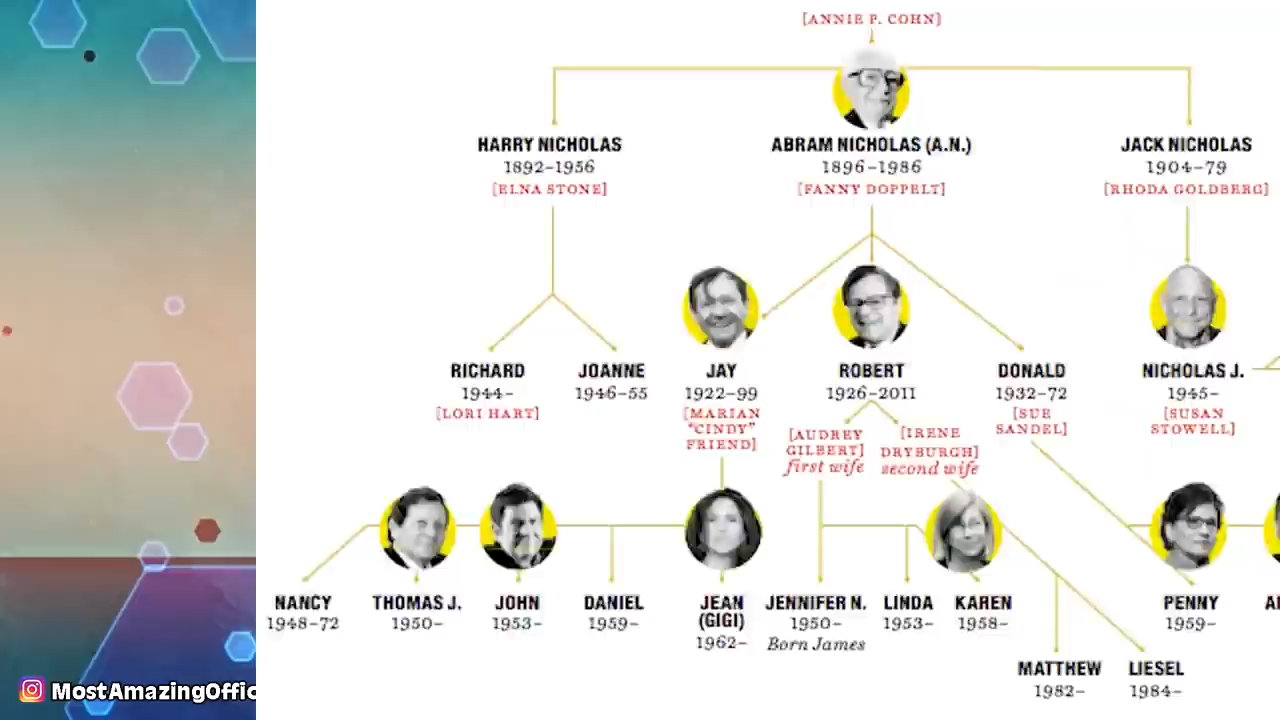 [ANNIE P. COHN]
HARRY NICHOLAS
1892–1956
[ELNA STONE]
ABRAM NICHOLAS (A.N.)
1896–1986
[FANNY DOPPELT]
JACK NICHOLAS
1904–79
[RHODA GOLDBERG]
RICHARD
1944–
[LORI HART]
JOANNE
1946–55
JAY
1922–99
[MARIAN
"CINDY"
FRIEND]
ROBERT
1926–2011
[AUDREY
GILBERT]
first wife
[IRENE
DRYBURGH]
second wife
DONALD
1932–72
[SUE
SANDEL]
NICHOLAS J.
1945–
[SUSAN
STOWELL]
NANCY
1948–72
THOMAS J.
1950–
JOHN
1953–
DANIEL
1959–
JEAN
(GIGI)
1962–
JENNIFER N.
1950–
Born James
LINDA
1953–
KAREN
1958–
PENNY
1959–
MATTHEW
1982–
LIESEL
1984–
MostAmazingOffic